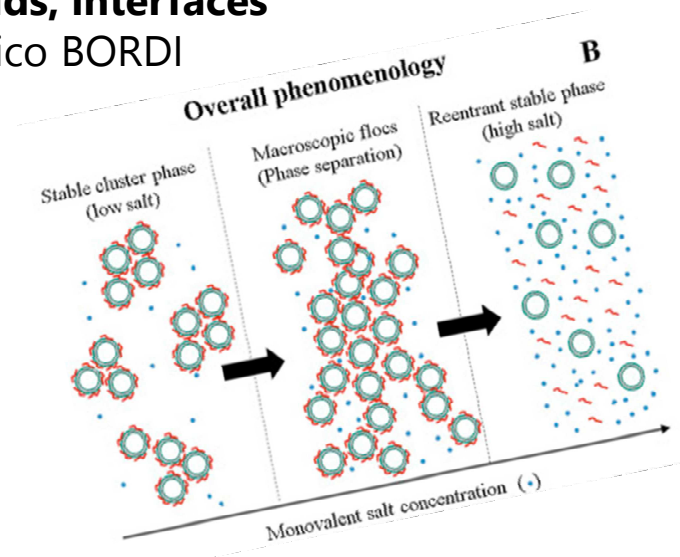 ds, interfaces
ico BORDI
B
Overall phenomenology
Stable cluster phase
(low salt)
Macroscopic flocs
(Phase separation)
Reentrant stable phase
(high salt)
Monovalent salt concentration (•)